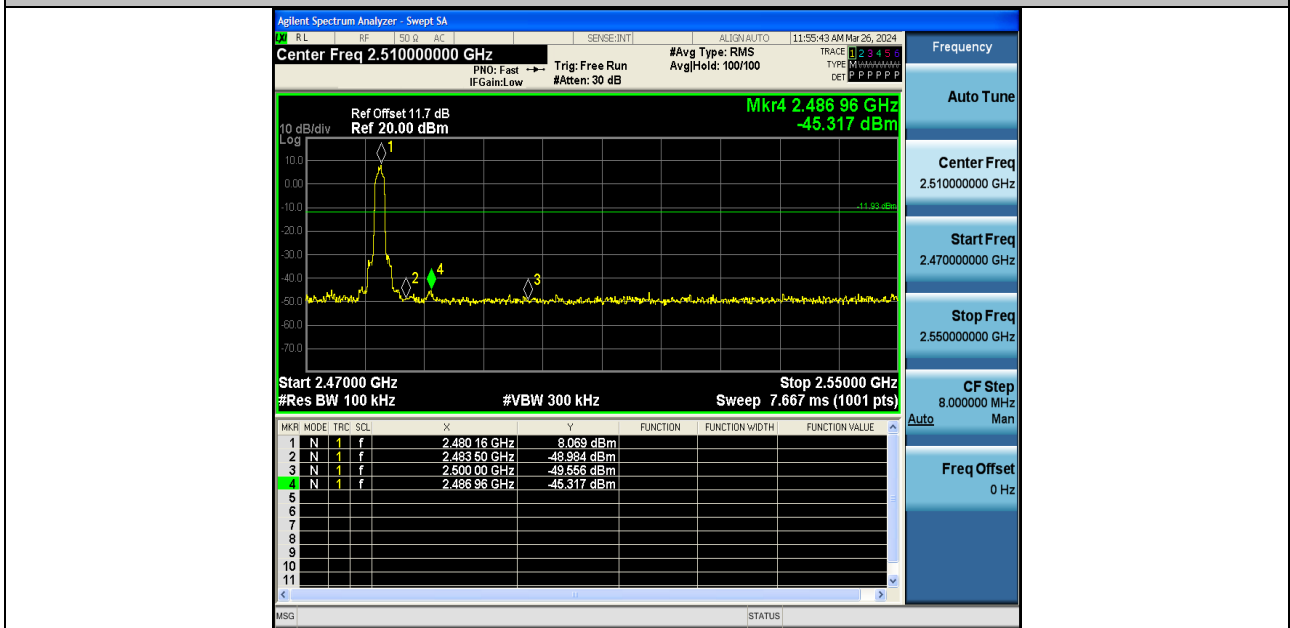 Agilent Spectrum Analyzer - Swept SA
RL RF 50 Ω AC SENSE:INT ALIGN AUTO 11:55:43 AM Mar 26, 2024
Center Freq 2.510000000 GHz
PNO: Fast
IFGain:Low
Trig: Free Run
#Atten: 30 dB
#Avg Type: RMS
Avg|Hold: 100/100
TRACE 1 2 3 4 5 6
TYPE M
DET P P P P P P
Mkr4 2.486 96 GHz
-45.317 dBm
Ref Offset 11.7 dB
10 dB/div Ref 20.00 dBm
Log
10.0
0.00
-10.0
-20.0
-30.0
-40.0
-50.0
-60.0
-70.0
1
2
4
3
-11.93 dBm
Start 2.47000 GHz Stop 2.55000 GHz
#Res BW 100 kHz #VBW 300 kHz Sweep 7.667 ms (1001 pts)
MKR MODE TRC SCL X Y FUNCTION FUNCTION WIDTH FUNCTION VALUE
1 N 1 f 2.480 16 GHz 8.069 dBm
2 N 1 f 2.483 50 GHz -48.984 dBm
3 N 1 f 2.500 00 GHz -49.556 dBm
4 N 1 f 2.486 96 GHz -45.317 dBm
5
6
7
8
9
10
11
MSG STATUS
Frequency
Auto Tune
Center Freq
2.510000000 GHz
Start Freq
2.470000000 GHz
Stop Freq
2.550000000 GHz
CF Step
8.000000 MHz
Auto Man
Freq Offset
0 Hz